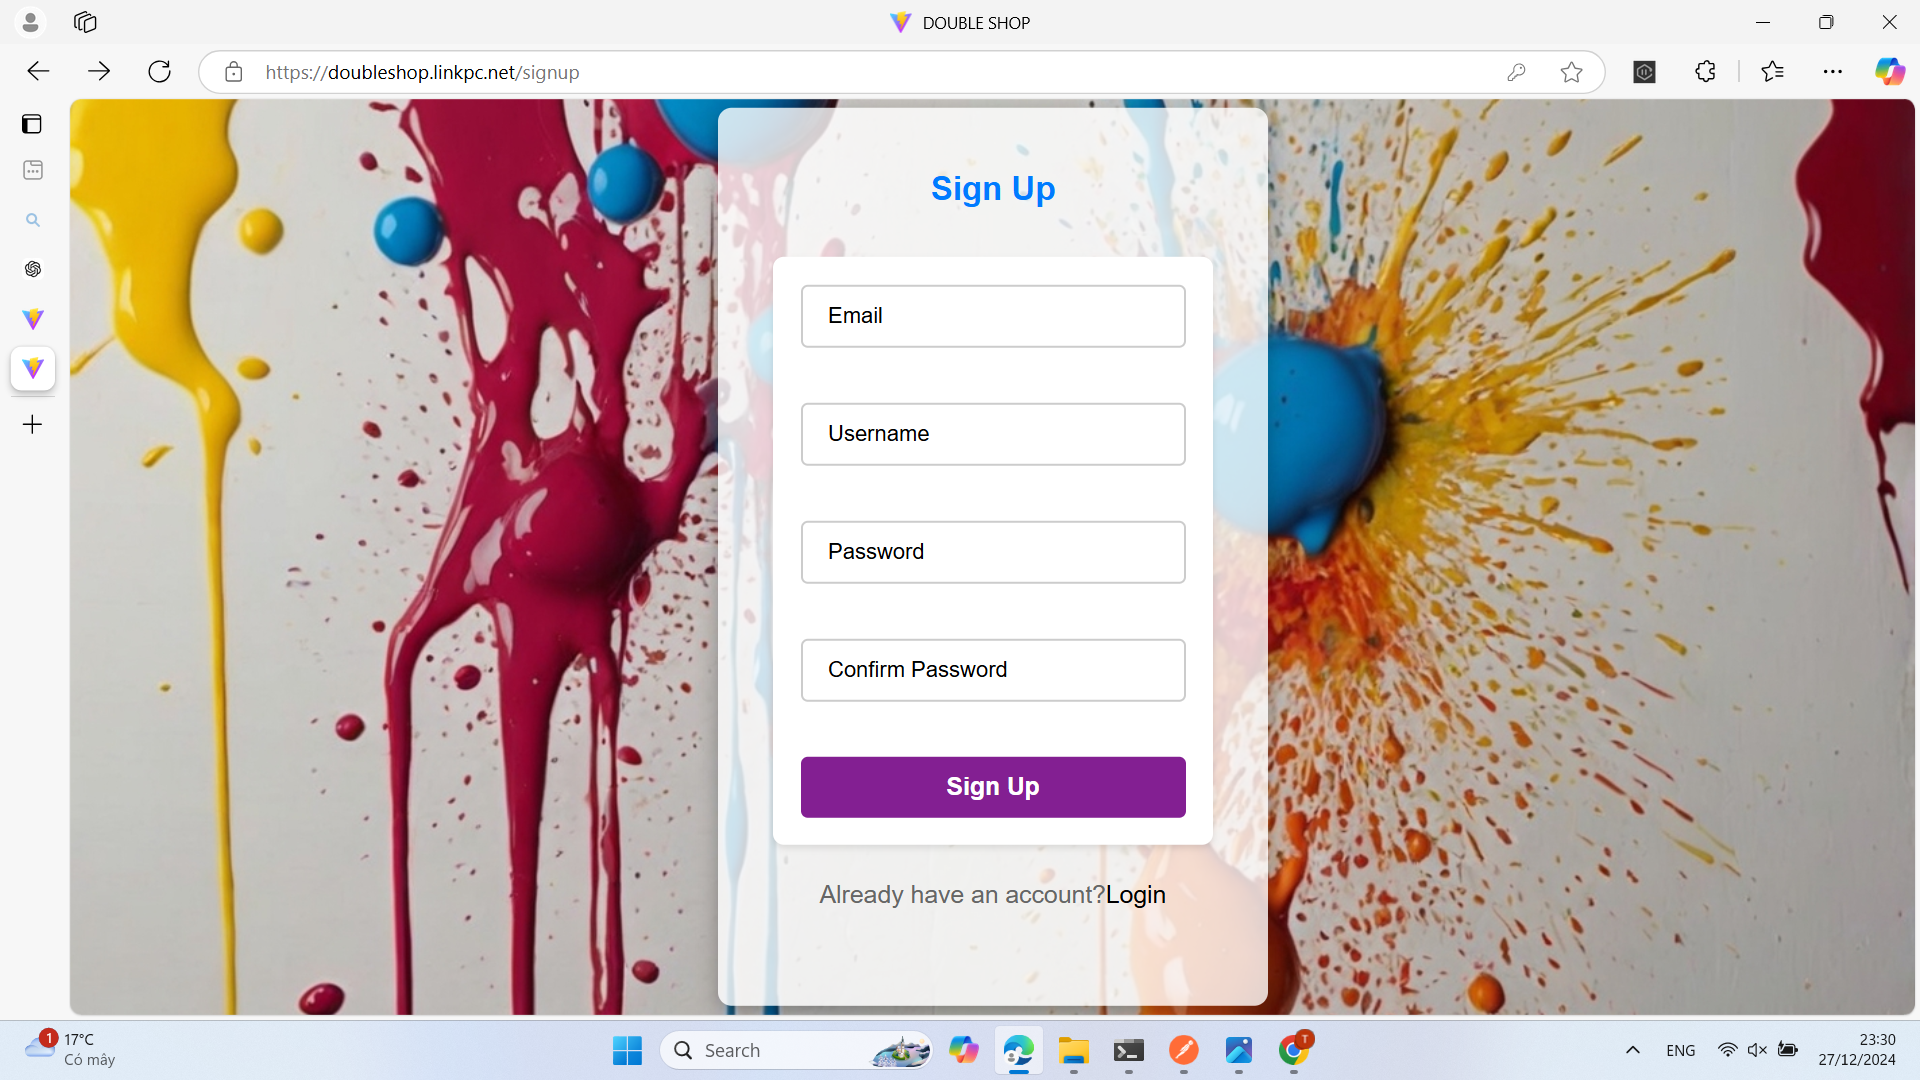 DOUBLE SHOP
https://doubleshop.linkpc.net/signup
Sign Up
Email
Username
Password
Confirm Password
Sign Up
Already have an account?Login
1
17°C
Có mây
Search
T
ENG
23:30
27/12/2024